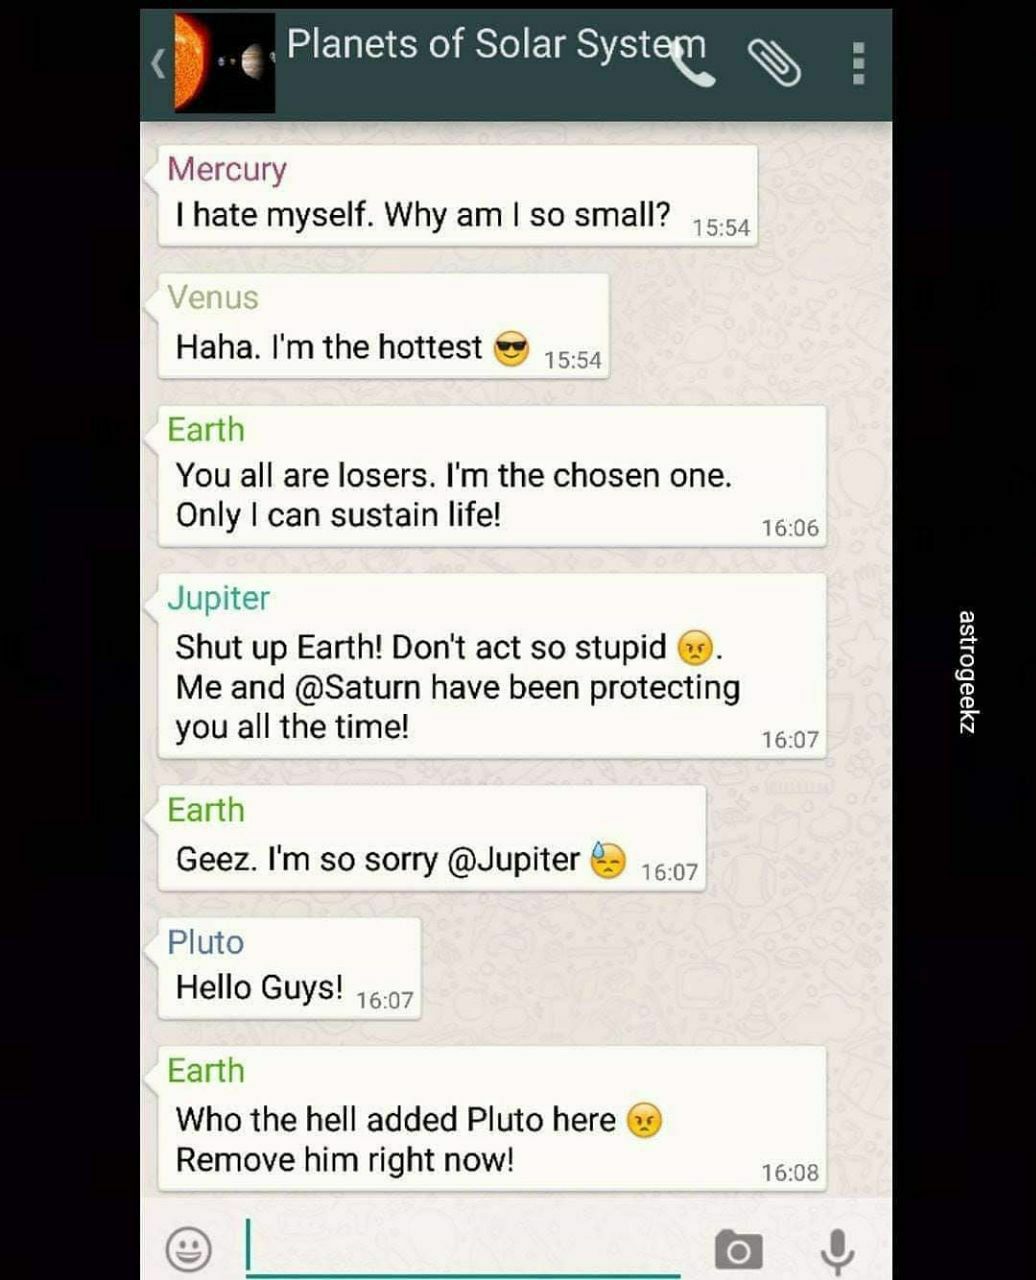 Planets of Solar System
Mercury
I hate myself. Why am I so small? 15:54
Venus
Haha. I'm the hottest 😎 15:54
Earth
You all are losers. I'm the chosen one.
Only I can sustain life! 16:06
Jupiter
Shut up Earth! Don't act so stupid 😠.
Me and @Saturn have been protecting
you all the time! 16:07
Earth
Geez. I'm so sorry @Jupiter 😓 16:07
Pluto
Hello Guys! 16:07
Earth
Who the hell added Pluto here 😠
Remove him right now! 16:08
astrogeekz